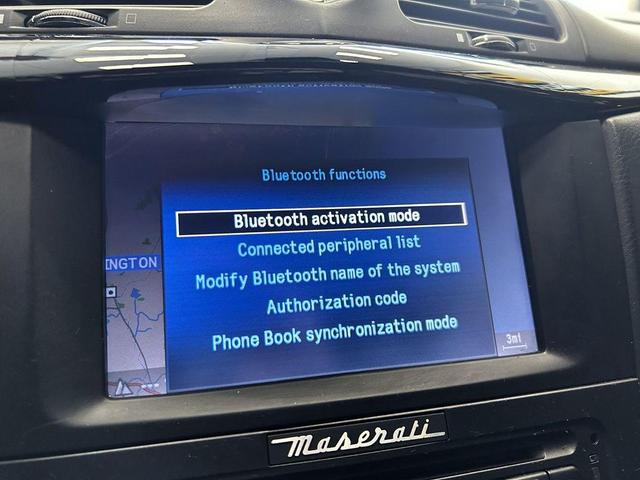 Bluetooth functions
Bluetooth activation mode
Connected peripheral list
INGTON
Modify Bluetooth name of the system
Authorization code
Phone Book synchronization mode
3mi
Maserati